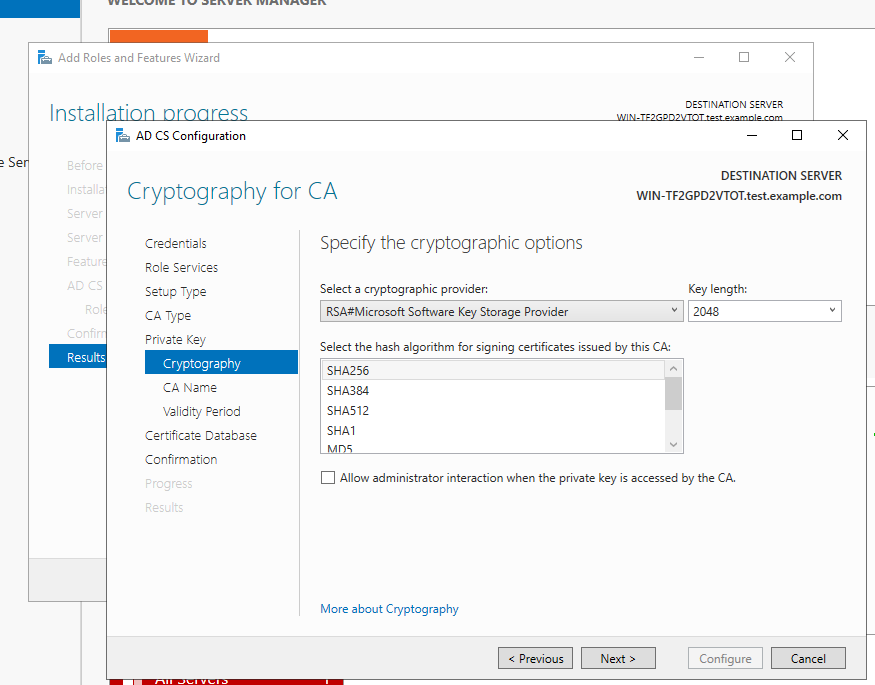 WELCOME TO SERVER MANAGER
Add Roles and Features Wizard
Installation progress
DESTINATION SERVER
WIN-TF2GPD2VTOT.test.example.com
Before
Server
Server
AD CS
Results
AD CS Configuration
Cryptography for CA
DESTINATION SERVER
WIN-TF2GPD2VTOT.test.example.com
Credentials
Role Services
Setup Type
CA Type
Private Key
Cryptography
CA Name
Validity Period
Certificate Database
Confirmation
Progress
Results
Specify the cryptographic options
Select a cryptographic provider:
Key length:
RSA#Microsoft Software Key Storage Provider
2048
Select the hash algorithm for signing certificates issued by this CA:
SHA256
SHA384
SHA512
SHA1
MD5
Allow administrator interaction when the private key is accessed by the CA.
More about Cryptography
< Previous
Next >
Configure
Cancel
All Servers
1